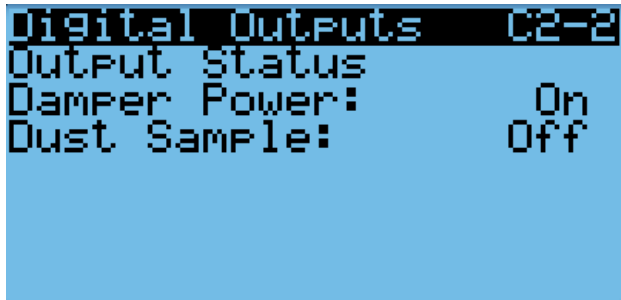 Digital Outputs C2-2
Output Status
Damper Power: On
Dust Sample: Off